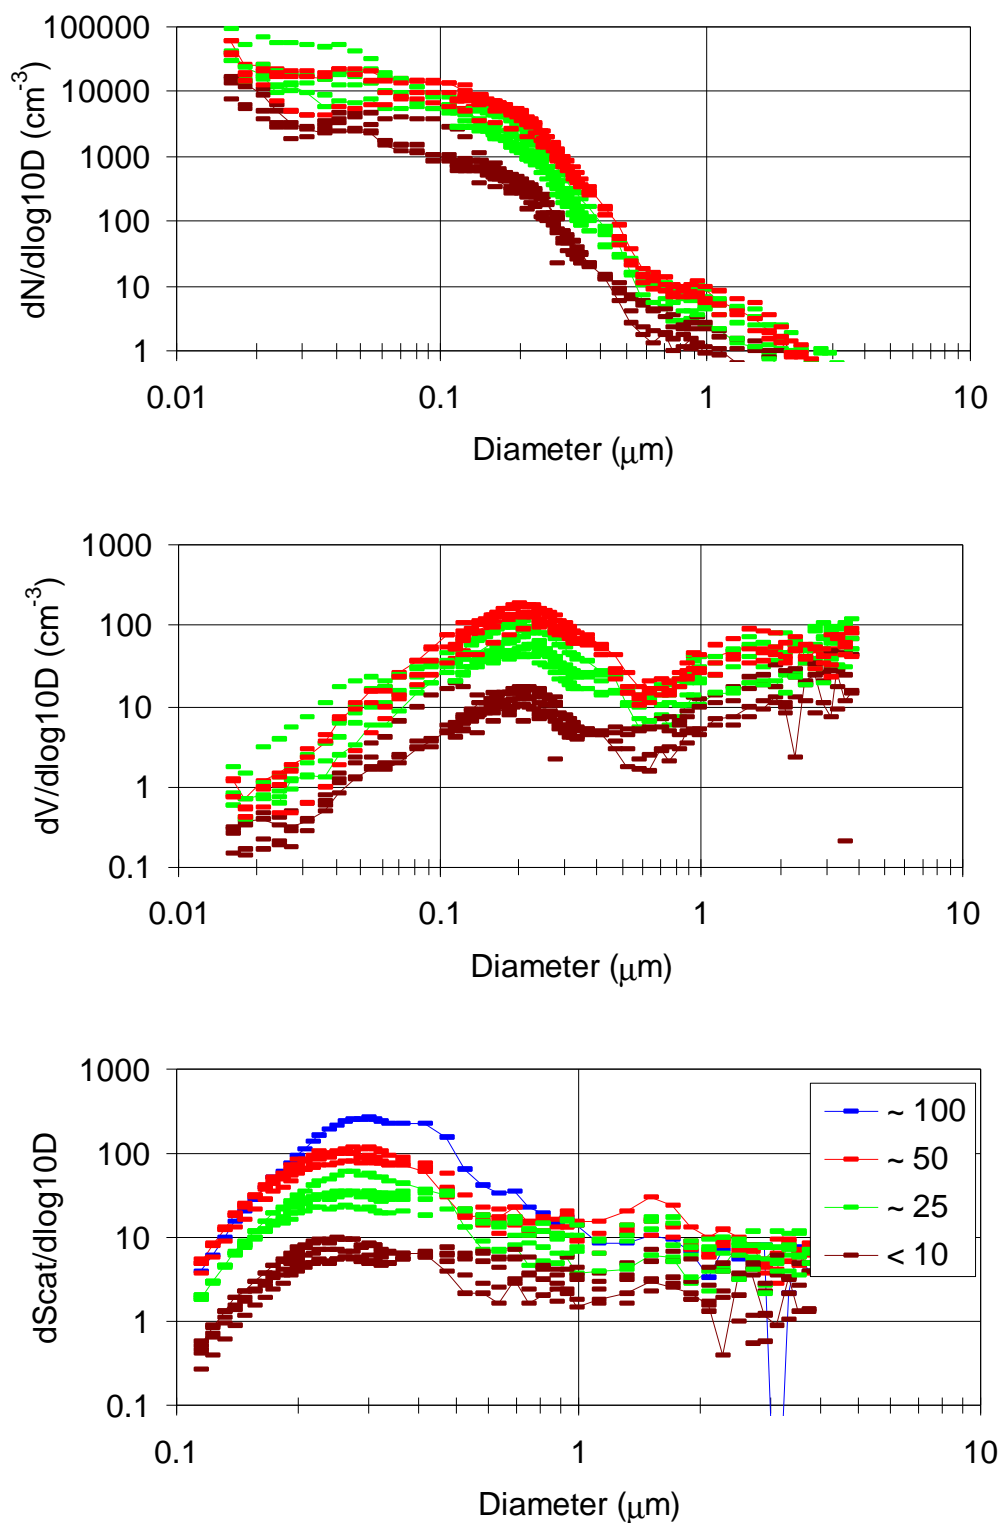 100000
10000
1000
100
10
1
dN/dlog10D (cm-3)
0.01 0.1 1 10
Diameter (μm)
1000
100
10
1
0.1
dV/dlog10D (cm-3)
0.01 0.1 1 10
Diameter (μm)
1000
100
10
1
0.1
dScat/dlog10D
~ 100
~ 50
~ 25
< 10
0.1 1 10
Diameter (μm)